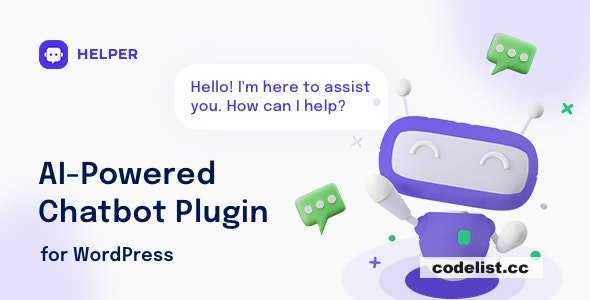 HELPER
Hello! I'm here to assist
you. How can I help?
AI-Powered
Chatbot Plugin
for WordPress
codelist.cc